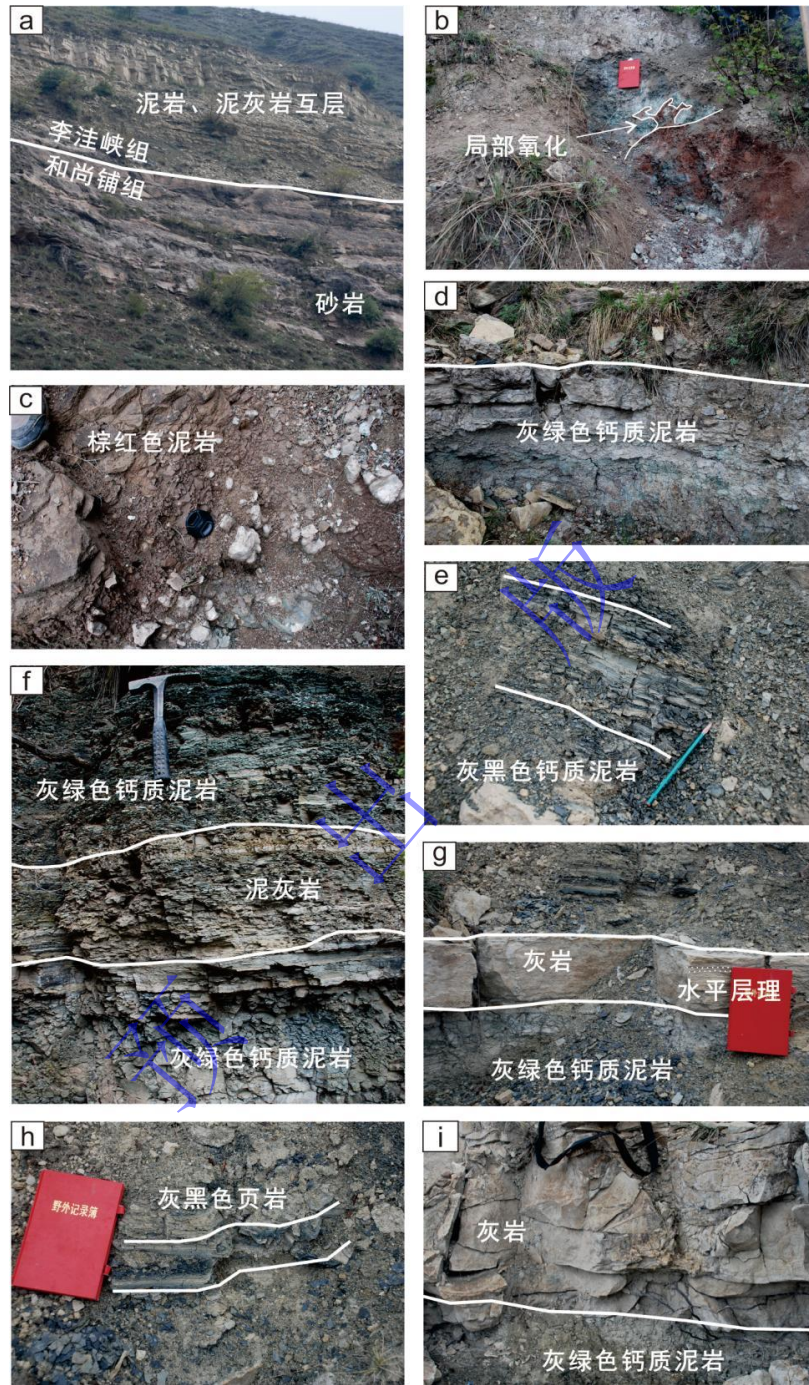 a
泥岩、泥灰岩互层
李洼峡组
和尚铺组
砂岩
b
局部氧化
c
棕红色泥岩
d
灰绿色钙质泥岩
e
灰黑色钙质泥岩
f
灰绿色钙质泥岩
泥灰岩
灰绿色钙质泥岩
g
灰岩
水平层理
灰绿色钙质泥岩
h
灰黑色页岩
野外记录簿
i
灰岩
灰绿色钙质泥岩
预出版